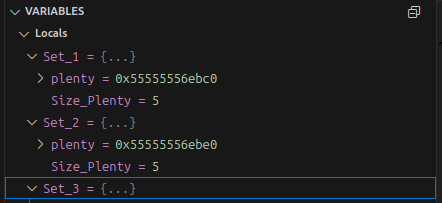 VARIABLES
Locals
Set_1 = {...}
plenty = 0x55555556ebc0
Size_Plenty = 5
Set_2 = {...}
plenty = 0x55555556ebe0
Size_Plenty = 5
Set_3 = {...}